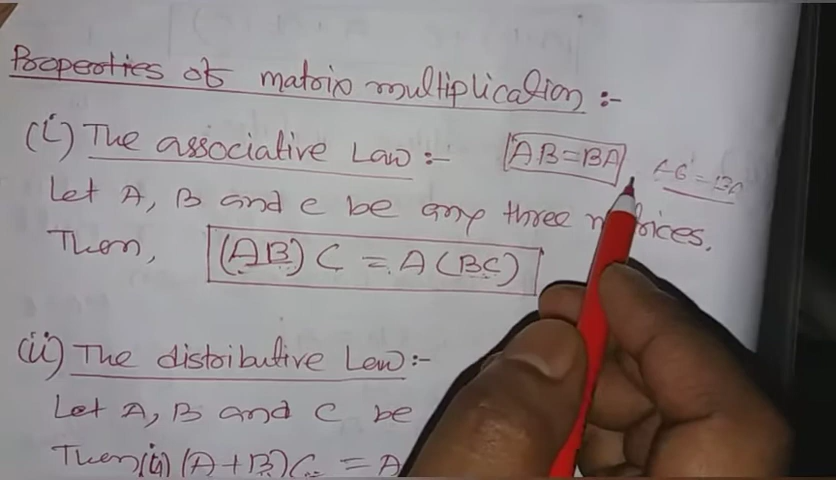 Properties of matrix multiplication :-
(i) The associative Law :- AB = BA
Let A, B and C be any three matrices.
Then, (AB) C = A (BC)
(ii) The distributive Law :-
Let A, B and C be
Then (i) (A+B) C = A